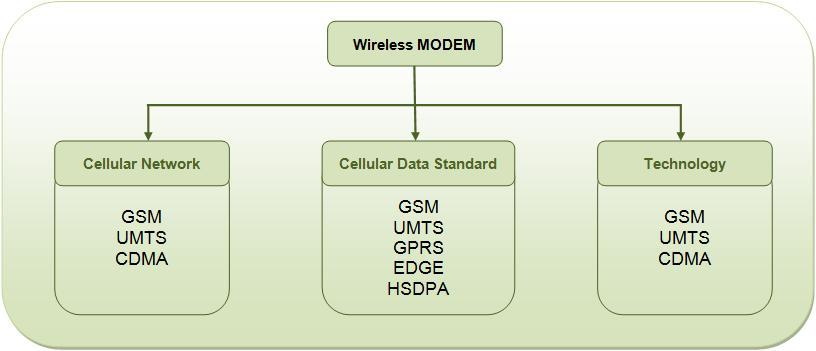 Wireless MODEM
Cellular Network
GSM
UMTS
CDMA
Cellular Data Standard
GSM
UMTS
GPRS
EDGE
HSDPA
Technology
GSM
UMTS
CDMA